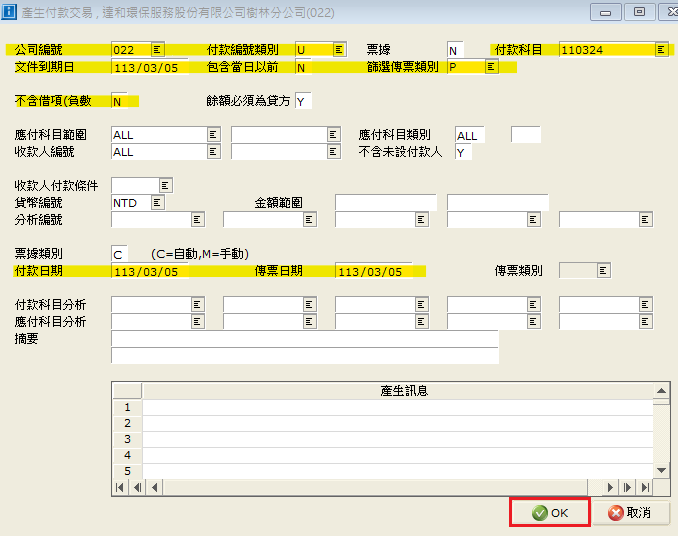 產生付款交易 , 達和環保服務股份有限公司樹林分公司(022)
公司編號 022 付款編號類別 U 票據 N 付款科目 110324
文件到期日 113/03/05 包含當日以前 N 篩選傳票類別 P
不含借項(負數 N 餘額必須為貸方 Y
應付科目範圍 ALL 應付科目類別 ALL
收款人編號 ALL 不含未設付款人 Y
收款人付款條件
貨幣編號 NTD 金額範圍
分析編號
票據類別 C (C=自動,M=手動)
付款日期 113/03/05 傳票日期 113/03/05 傳票類別
付款科目分析
應付科目分析
摘要
產生訊息
1
2
3
4
5
OK 取消